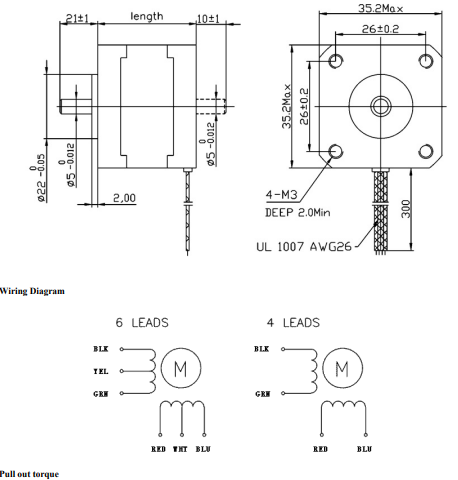 21±1
length
10±1
35.2Max
26±0.2
35.2Max
26±0.2
Ø22 0 -0.05
Ø5 0 -0.012
Ø5 0 -0.012
2,00
4-M3
DEEP 2.0Min
300
UL 1007 AWG26
Wiring Diagram
6 LEADS
4 LEADS
BLK
YEL
GRN
M
RED WHT BLU
BLK
GRN
M
RED BLU
Pull out torque